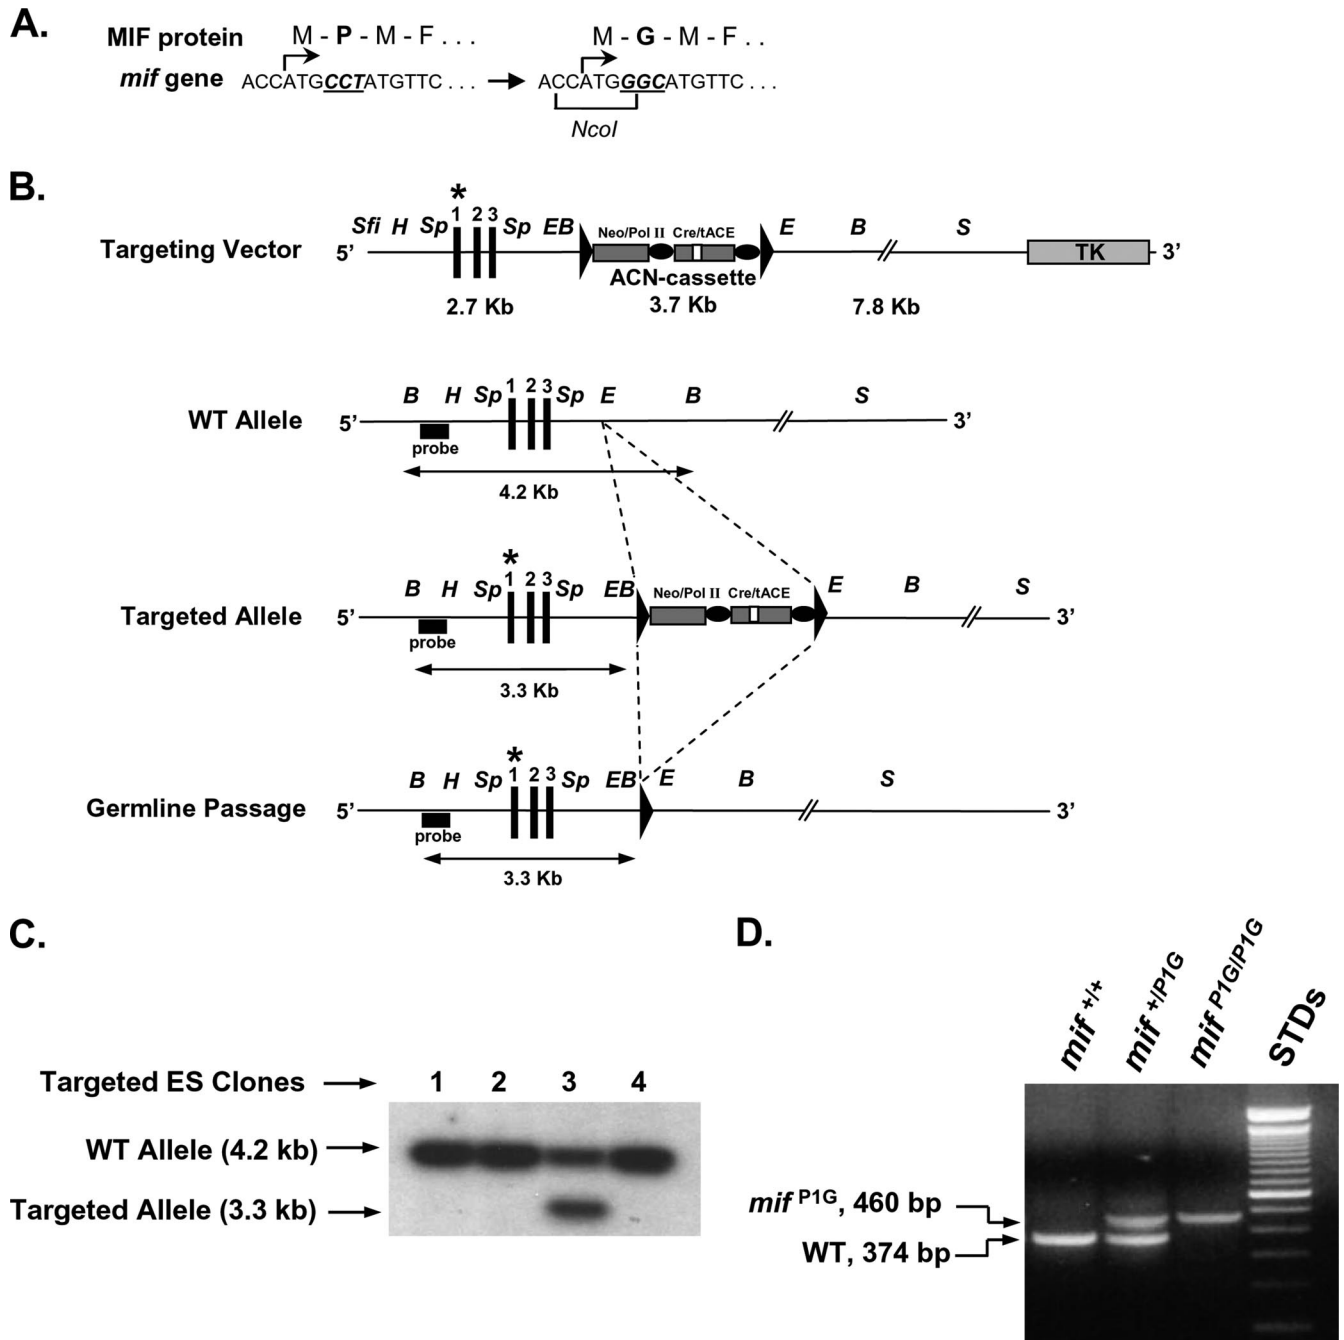 A.
MIF protein M - P - M - F . . . M - G - M - F . .
mif gene ACCATGCCTATGTTC . . . ACCATGGGCATGTTC . . .
NcoI
B.
*
Sfi H Sp 1 2 3 Sp EB Neo/Pol II Cre/tACE E B S
Targeting Vector 5’ TK 3’
ACN-cassette
2.7 Kb 3.7 Kb 7.8 Kb
B H Sp 1 2 3 Sp E B S
WT Allele 5’ 3’
probe
4.2 Kb
*
B H Sp 1 2 3 Sp EB Neo/Pol II Cre/tACE E B S
Targeted Allele 5’ 3’
probe
3.3 Kb
*
B H Sp 1 2 3 Sp EB E B S
Germline Passage 5’ 3’
probe
3.3 Kb
C.
Targeted ES Clones 1 2 3 4
WT Allele (4.2 kb)
Targeted Allele (3.3 kb)
D.
mif +/+ mif +/P1G mif P1G/P1G STDs
mif P1G, 460 bp
WT, 374 bp